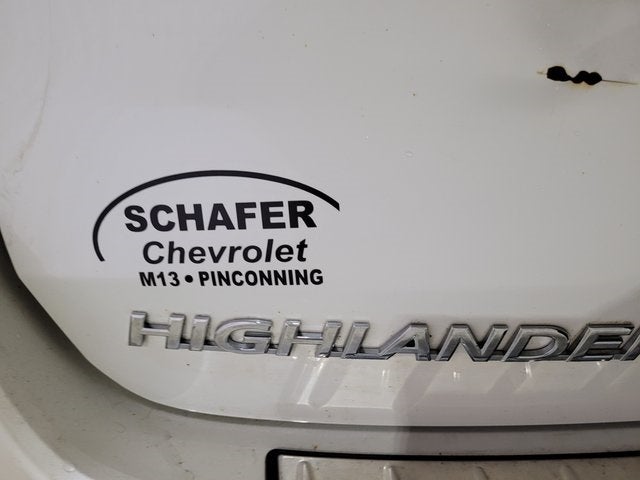 SCHAFER
Chevrolet
M13 • PINCONNING
HIGHLANDER